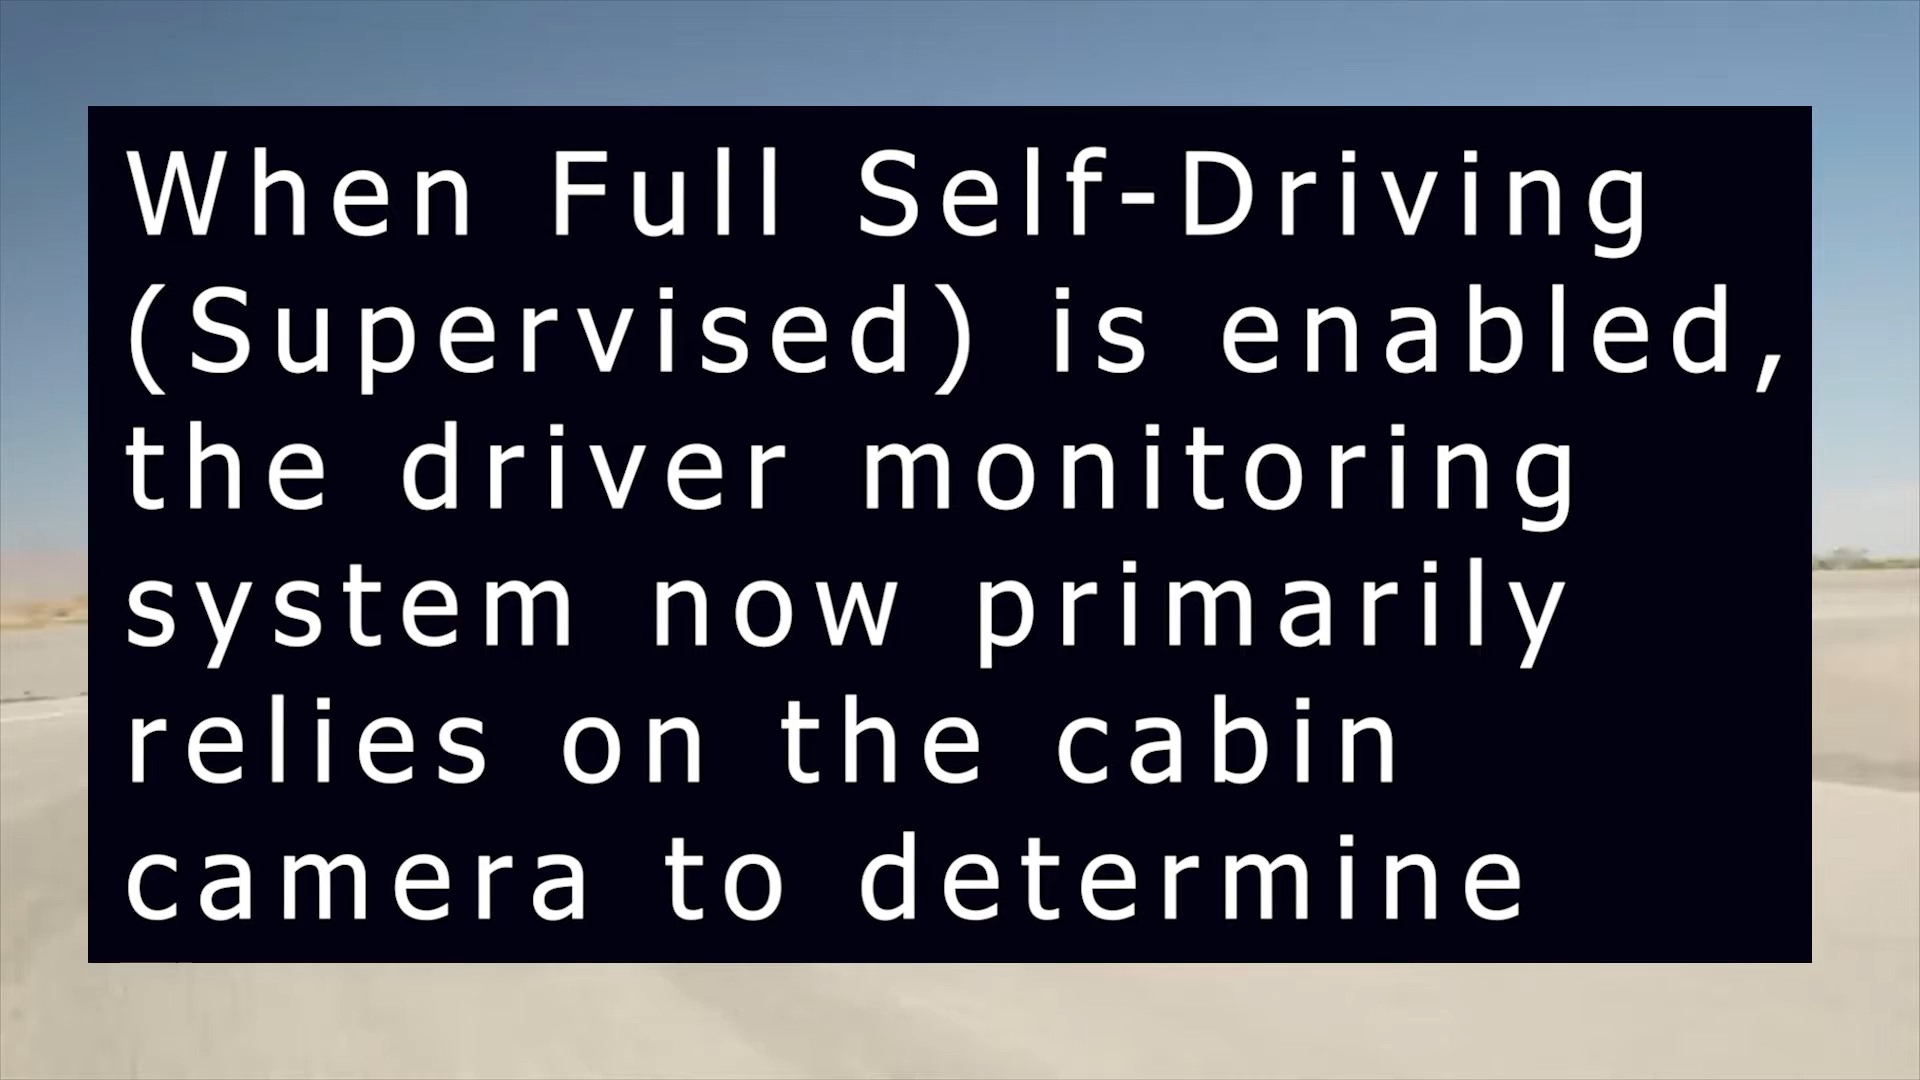 When Full Self-Driving
(Supervised) is enabled,
the driver monitoring
system now primarily
relies on the cabin
camera to determine